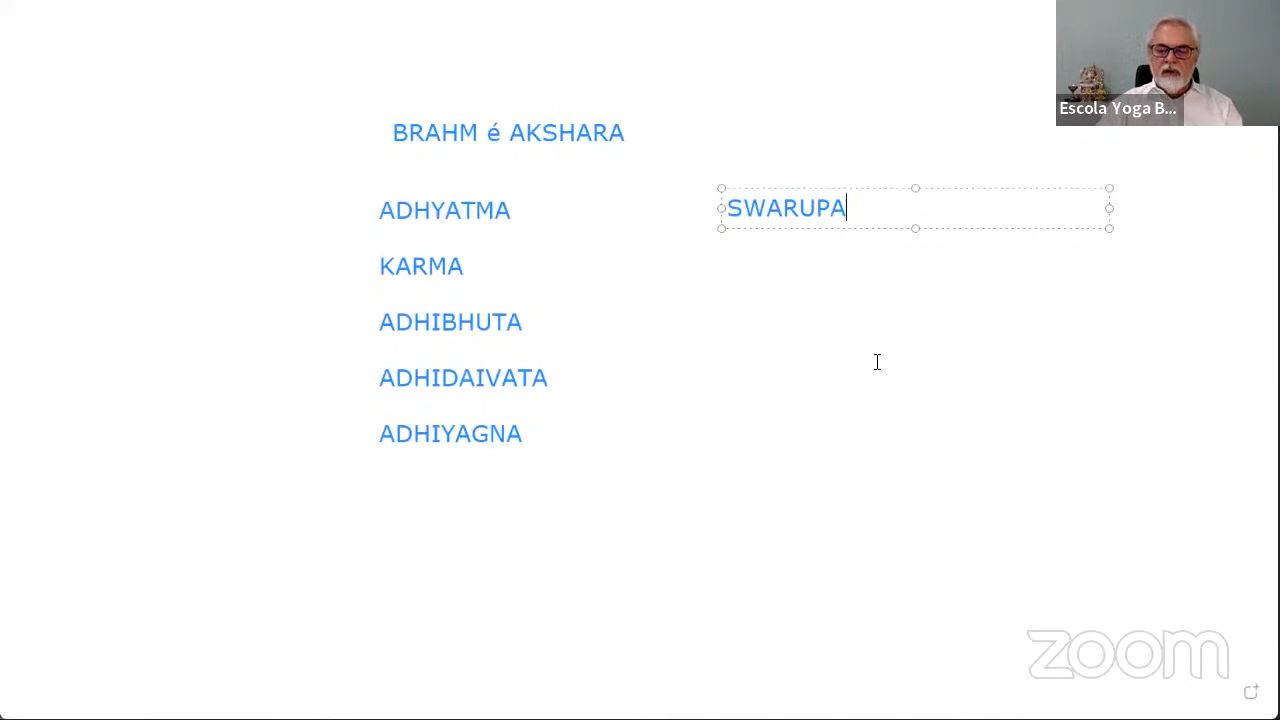 Escola Yoga B...
BRAHM é AKSHARA
ADHYATMA
SWARUPA
KARMA
ADHIBHUTA
ADHIDAIVATA
ADHIYAGNA
zoom